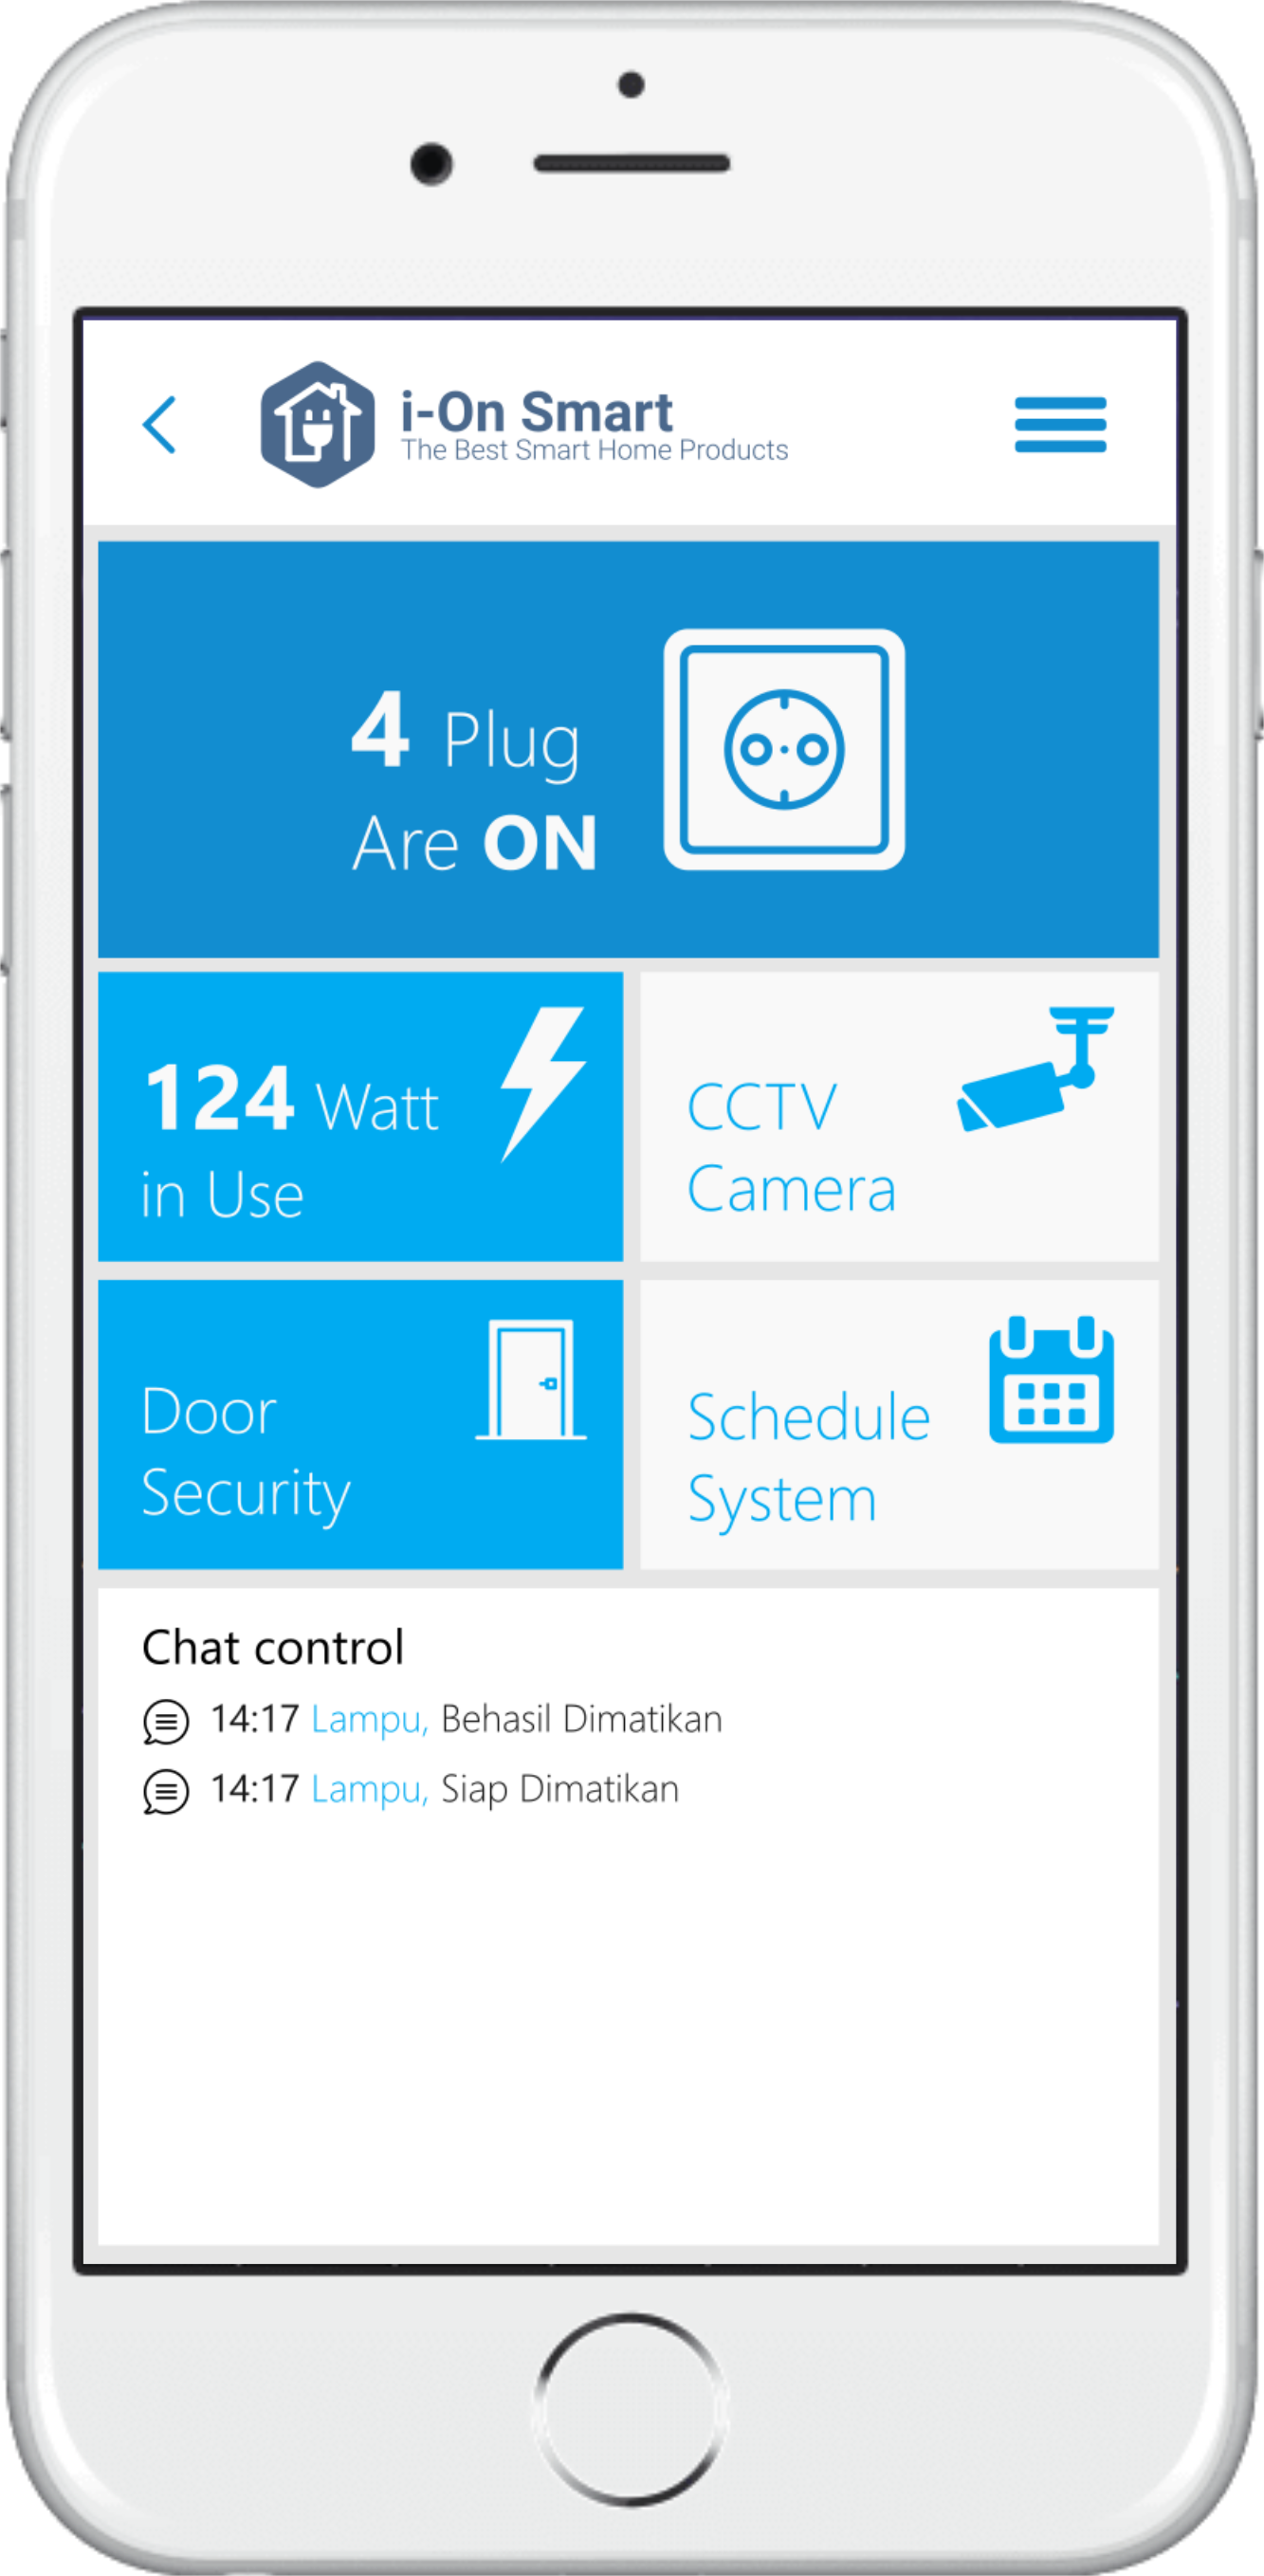 i-On Smart
The Best Smart Home Products
4 Plug
Are ON
124 Watt
in Use
CCTV
Camera
Door
Security
Schedule
System
Chat control
14:17 Lampu, Behasil Dimatikan
14:17 Lampu, Siap Dimatikan